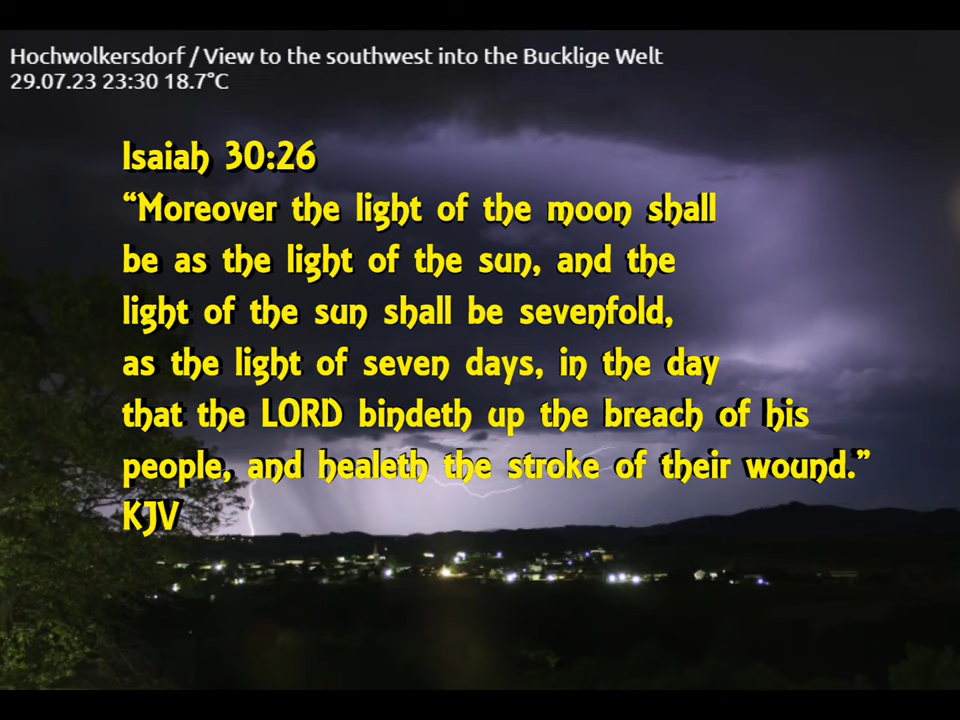 Hochwolkersdorf / View to the southwest into the Bucklige Welt
29.07.23 23:30 18.7°C
Isaiah 30:26
“Moreover the light of the moon shall
be as the light of the sun, and the
light of the sun shall be sevenfold,
as the light of seven days, in the day
that the LORD bindeth up the breach of his
people, and healeth the stroke of their wound.”
KJV